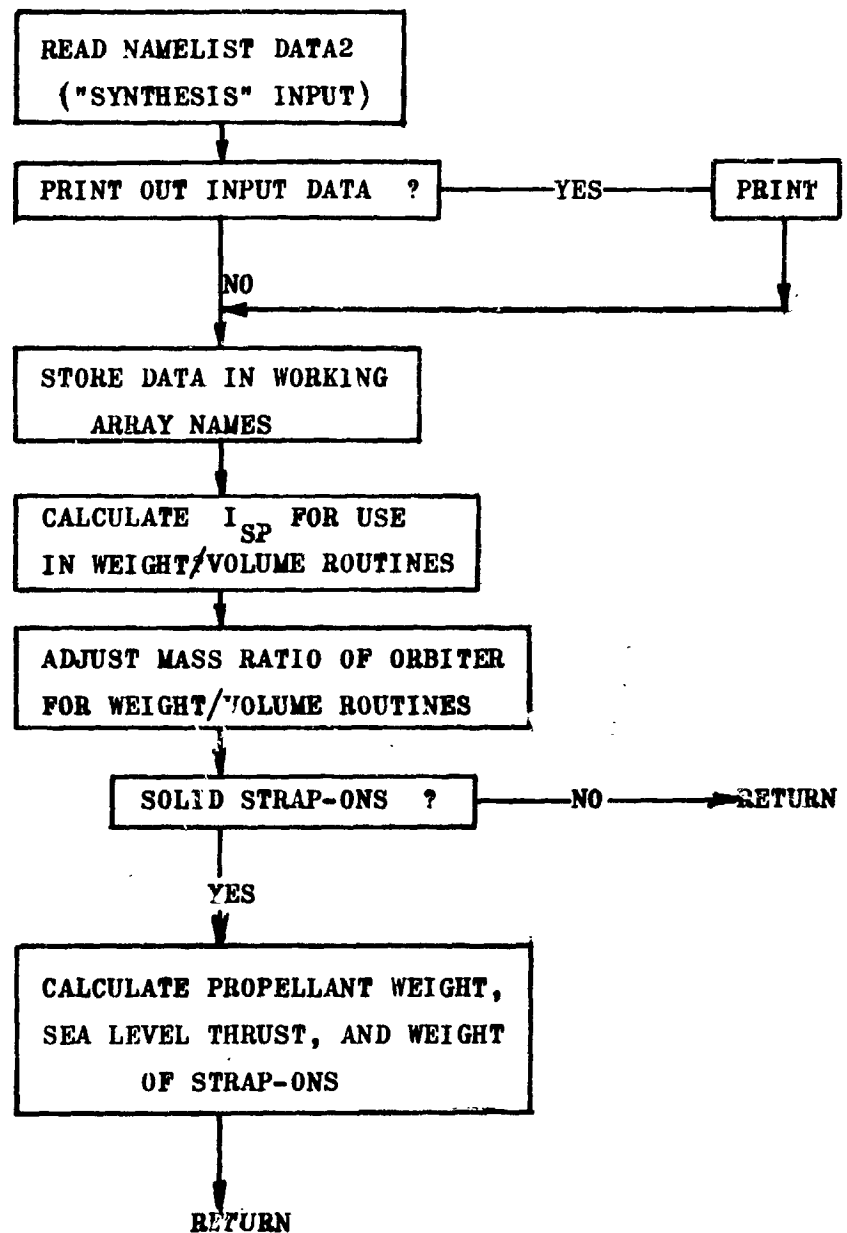 READ NAMELIST DATA2
("SYNTHESIS" INPUT)
PRINT OUT INPUT DATA ?
YES
PRINT
NO
STORE DATA IN WORKING
ARRAY NAMES
CALCULATE I_SP FOR USE
IN WEIGHT/VOLUME ROUTINES
ADJUST MASS RATIO OF ORBITER
FOR WEIGHT/VOLUME ROUTINES
SOLID STRAP-ONS ?
NO
RETURN
YES
CALCULATE PROPELLANT WEIGHT,
SEA LEVEL THRUST, AND WEIGHT
OF STRAP-ONS
RETURN